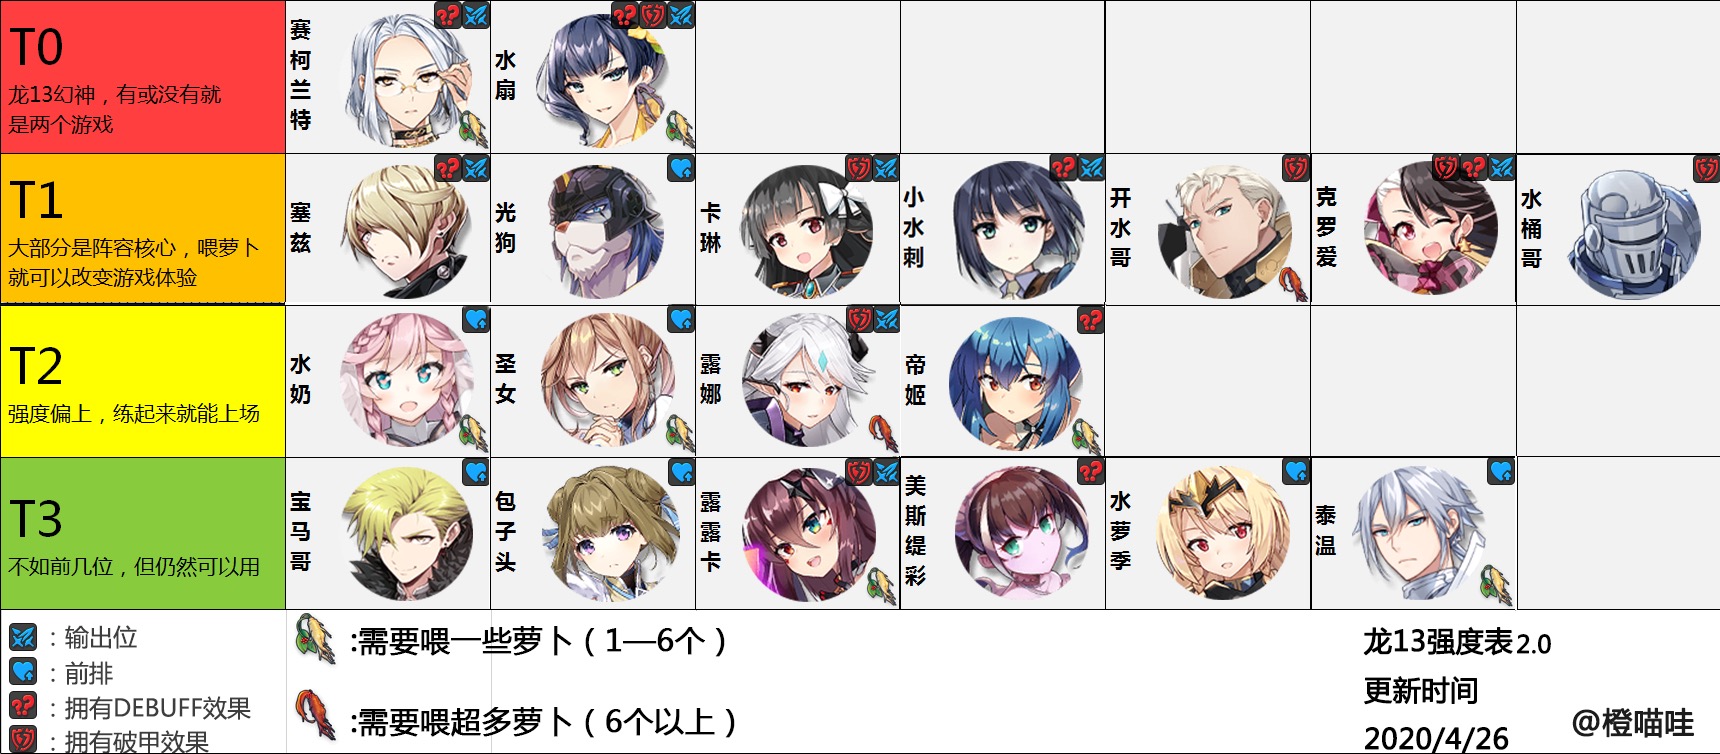 T0
龙13幻神，有或没有就
是两个游戏
赛柯兰特
水扇
T1
大部分是阵容核心，喂萝卜
就可以改变游戏体验
塞兹
光狗
卡琳
小水刺
开水哥
克罗爱
水桶哥
T2
强度偏上，练起来就能上场
水奶
圣女
露娜
帝姬
T3
不如前几位，但仍然可以用
宝马哥
包子头
露露卡
美斯缇彩
水萝季
泰温
：输出位
：前排
：拥有DEBUFF效果
：拥有破甲效果
:需要喂一些萝卜（1—6个）
:需要喂超多萝卜（6个以上）
龙13强度表2.0
更新时间
2020/4/26
@橙喵哇